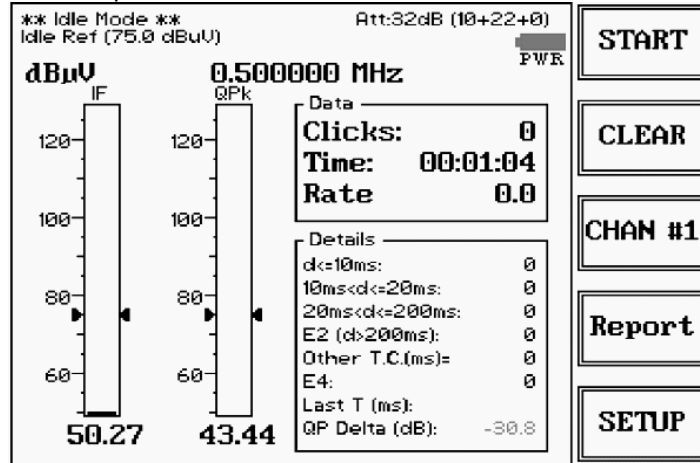 ** Idle Mode ** Att:32dB (10+22+0)
Idle Ref (75.0 dBuV)
PWR
dBµV 0.500000 MHz
IF QPk
120 120
100 100
80 80
60 60
50.27 43.44
Data
Clicks: 0
Time: 00:01:04
Rate 0.0
Details
d<=10ms: 0
10ms<d<=20ms: 0
20ms<d<=200ms: 0
E2 (d>200ms): 0
Other T.C.(ms)= 0
E4: 0
Last T (ms):
QP Delta (dB): -30.8
START
CLEAR
CHAN #1
Report
SETUP